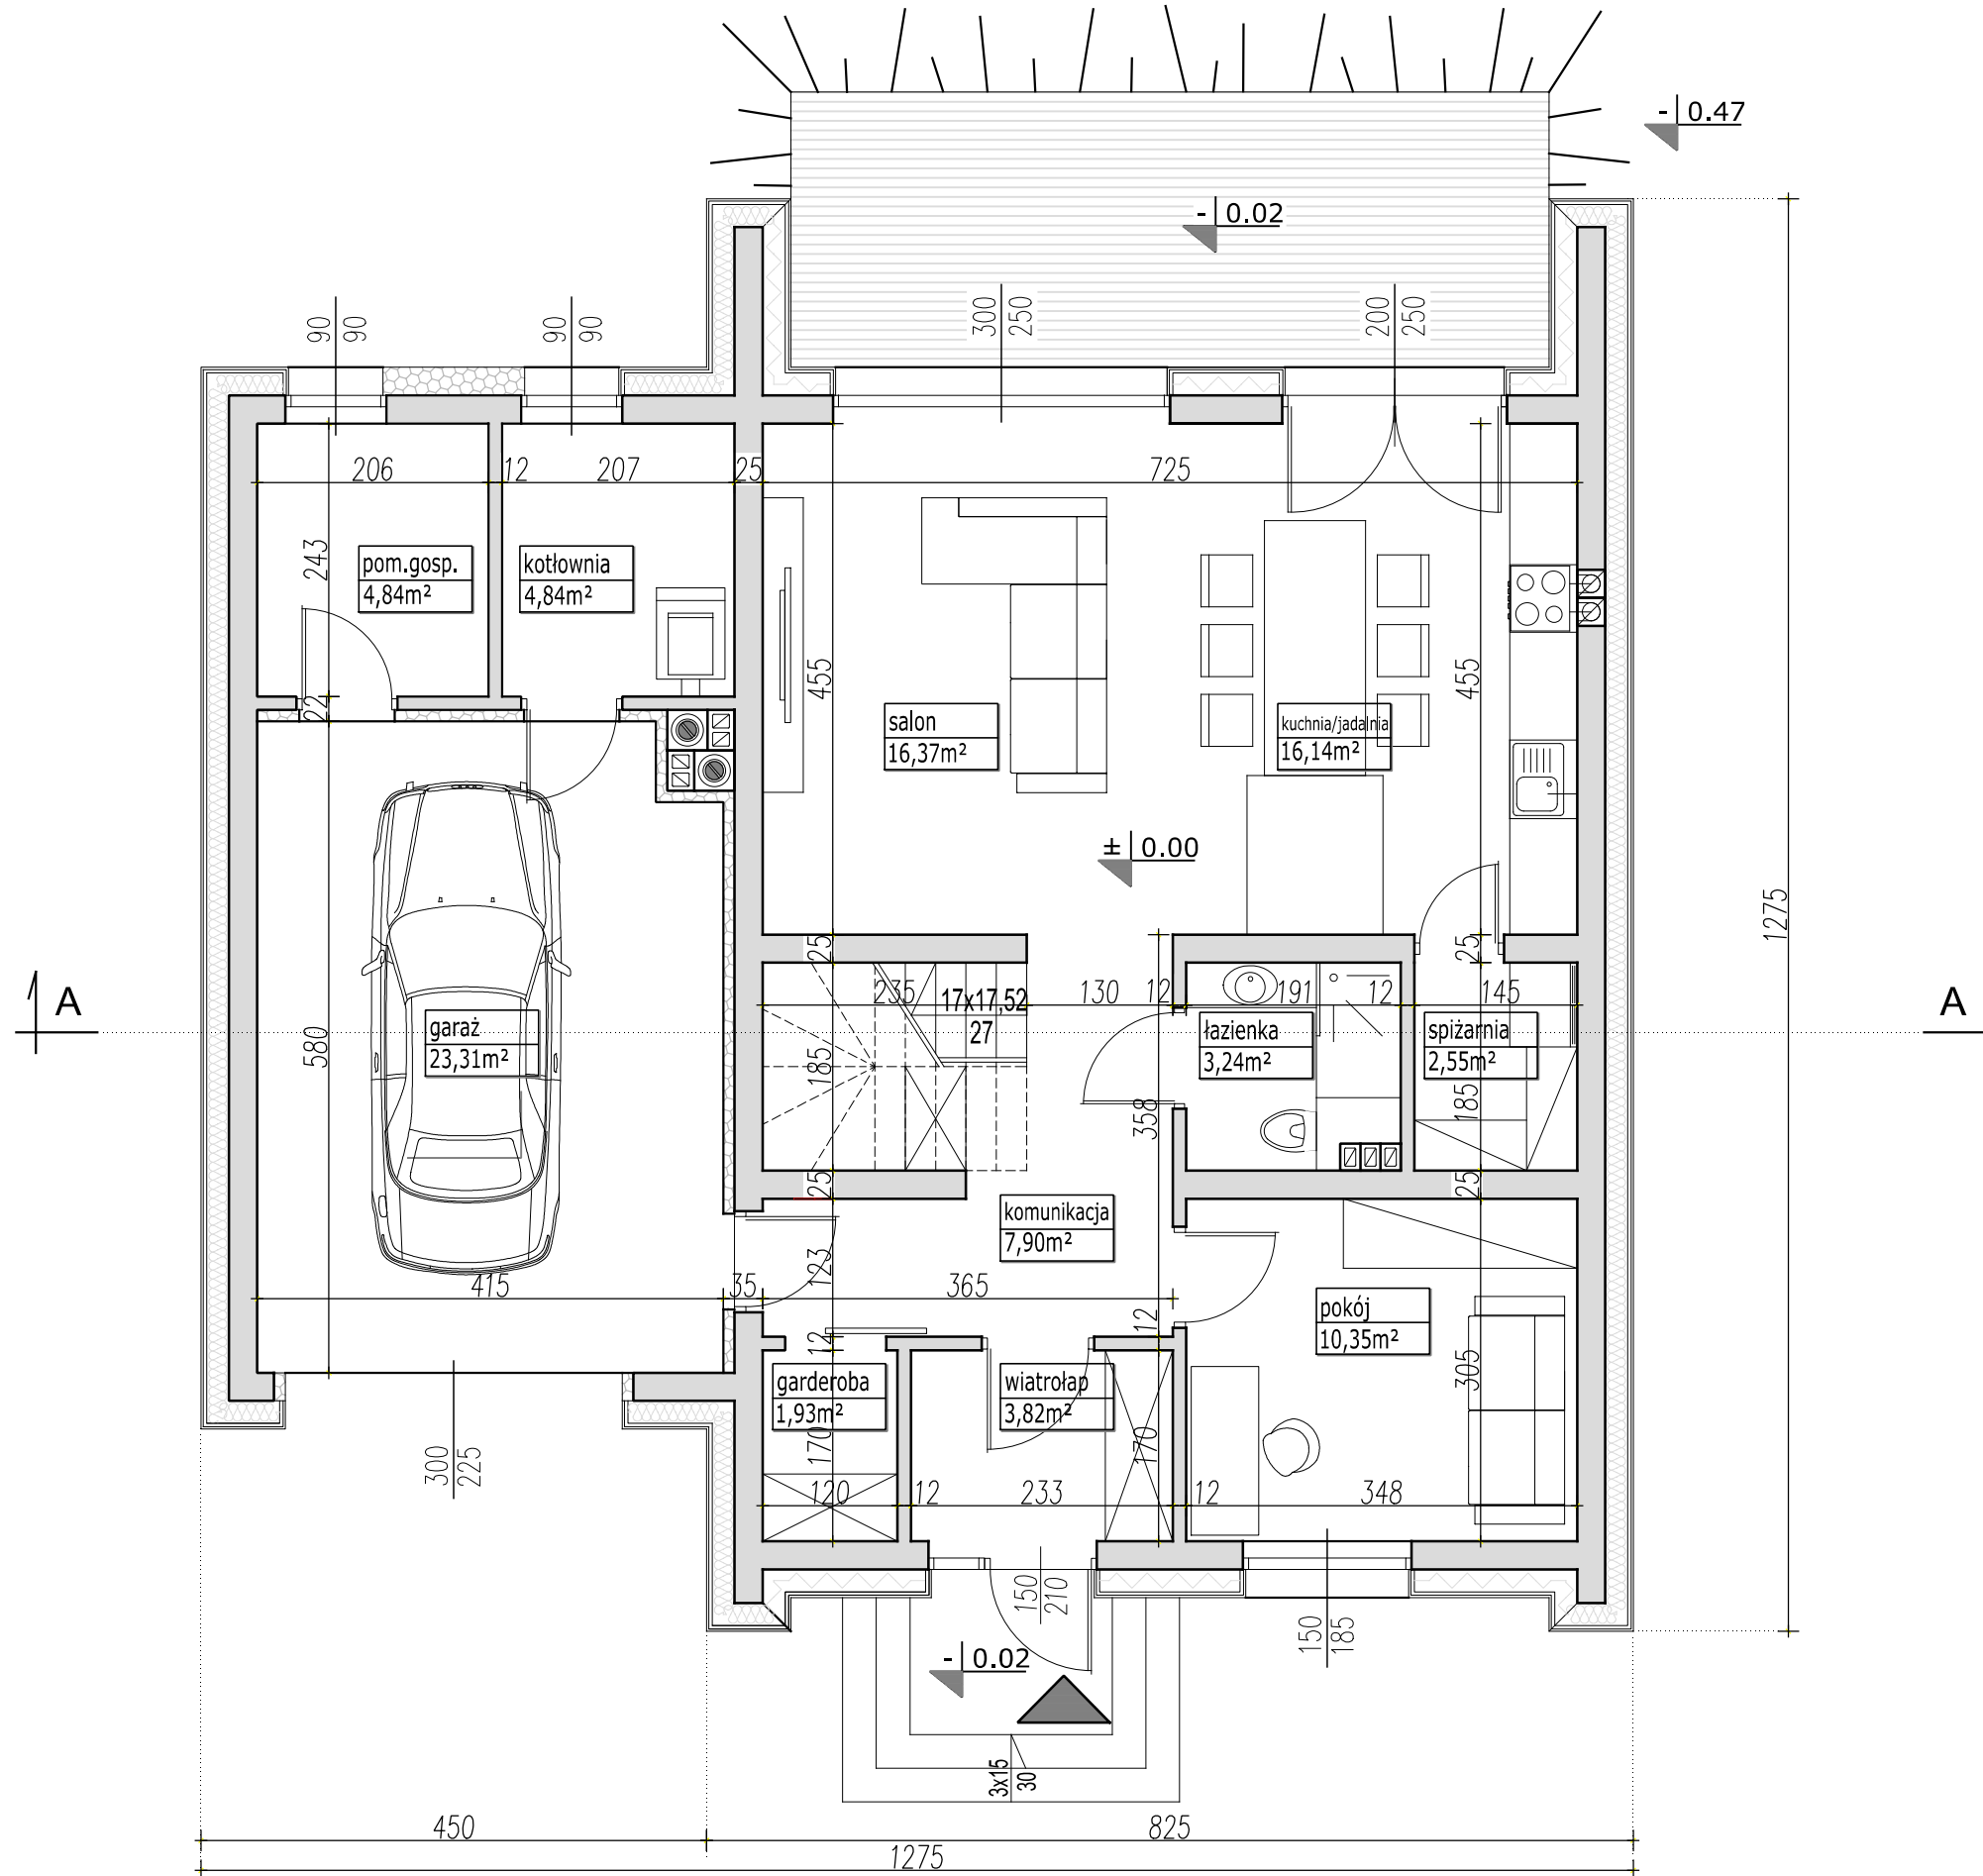 - 0.47
- 0.02
90
90
90
90
300
250
200
250
206
12
207
25
725
243
pom.gosp.
4,84m²
kotłownia
4,84m²
455
455
22
salon
16,37m²
kuchnia/jadalnia
16,14m²
± 0.00
1275
25
25
A
A
235
17x17,52
27
130
12
191
12
145
garaż
23,31m²
580
185
358
łazienka
3,24m²
spiżarnia
2,55m²
185
25
25
komunikacja
7,90m²
123
415
35
365
12
12
pokój
10,35m²
305
garderoba
1,93m²
wiatrołap
3,82m²
170
170
300
225
120
12
233
12
348
150
210
150
185
- 0.02
3x15
30
450
825
1275